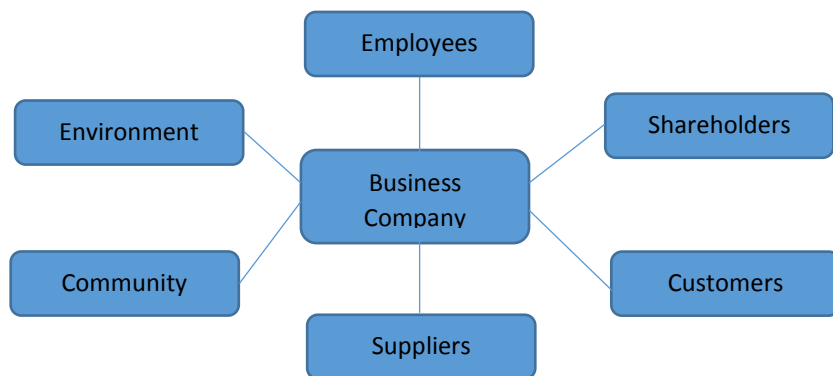 Employees
Environment
Shareholders
Business
Company
Community
Customers
Suppliers